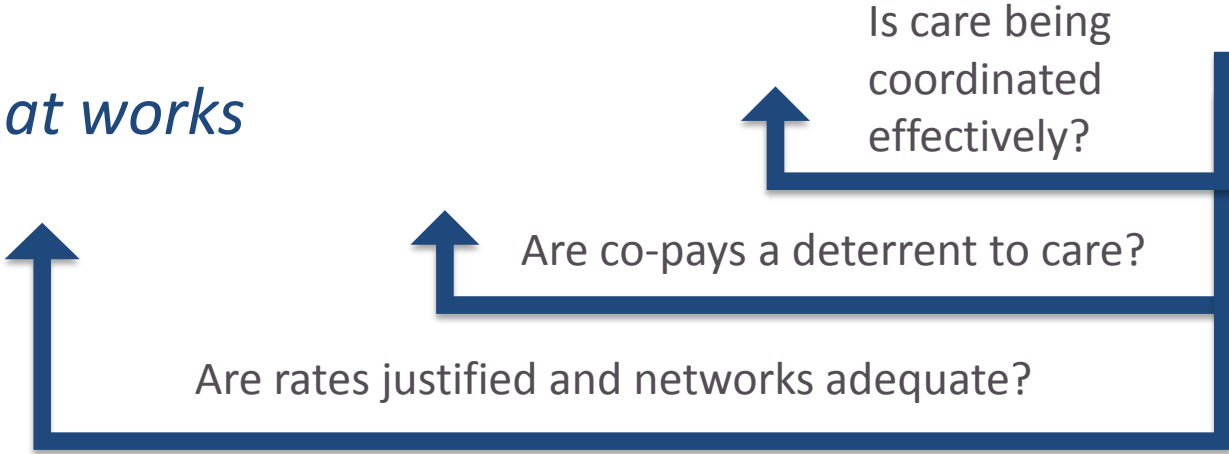 Is care being
coordinated
effectively?
at works
Are co-pays a deterrent to care?
Are rates justified and networks adequate?